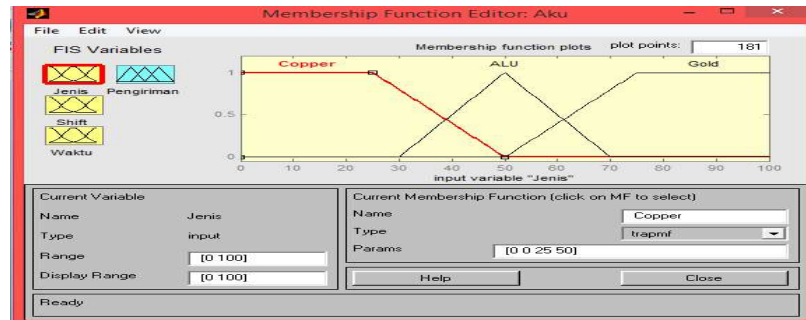 Membership Function Editor: Aku
File Edit View
FIS Variables
Jenis Pengiriman
Shift
Waktu
Membership function plots plot points: 181
Copper ALU Gold
1
0.5
0
0 10 20 30 40 50 60 70 80 90 100
input variable "Jenis"
Current Variable
Name Jenis
Type input
Range [0 100]
Display Range [0 100]
Current Membership Function (click on MF to select)
Name Copper
Type trapmf
Params [0 0 25 50]
Help Close
Ready